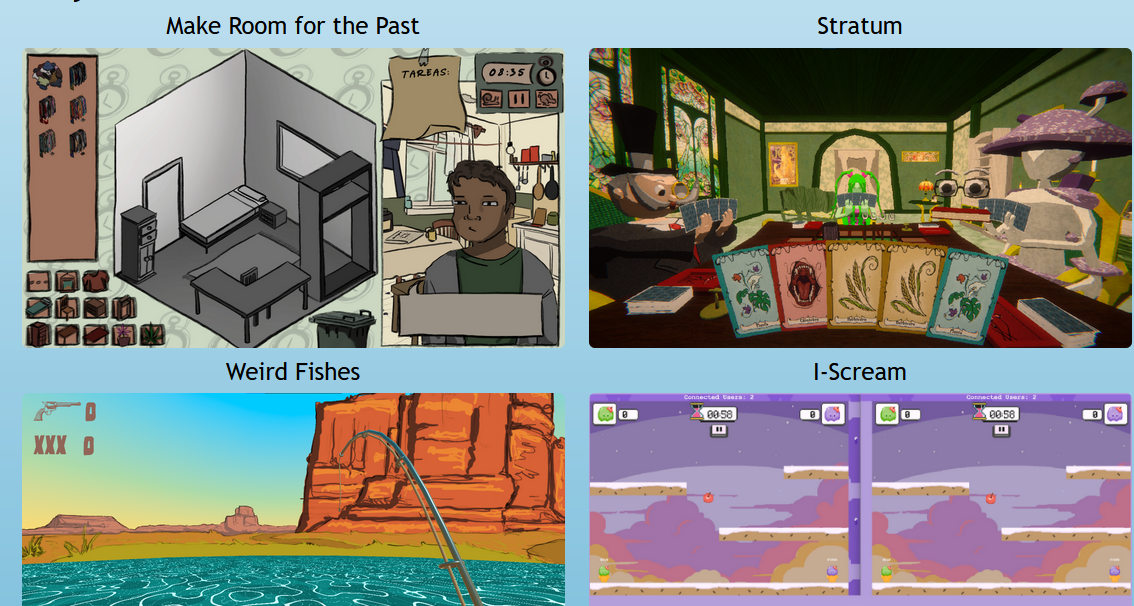 Make Room for the Past
Stratum
TAREAS:
08:35
Weird Fishes
I-Scream
0
XXX 0
Connected Users: 2
0
00:58
0
Connected Users: 2
0
00:58
0